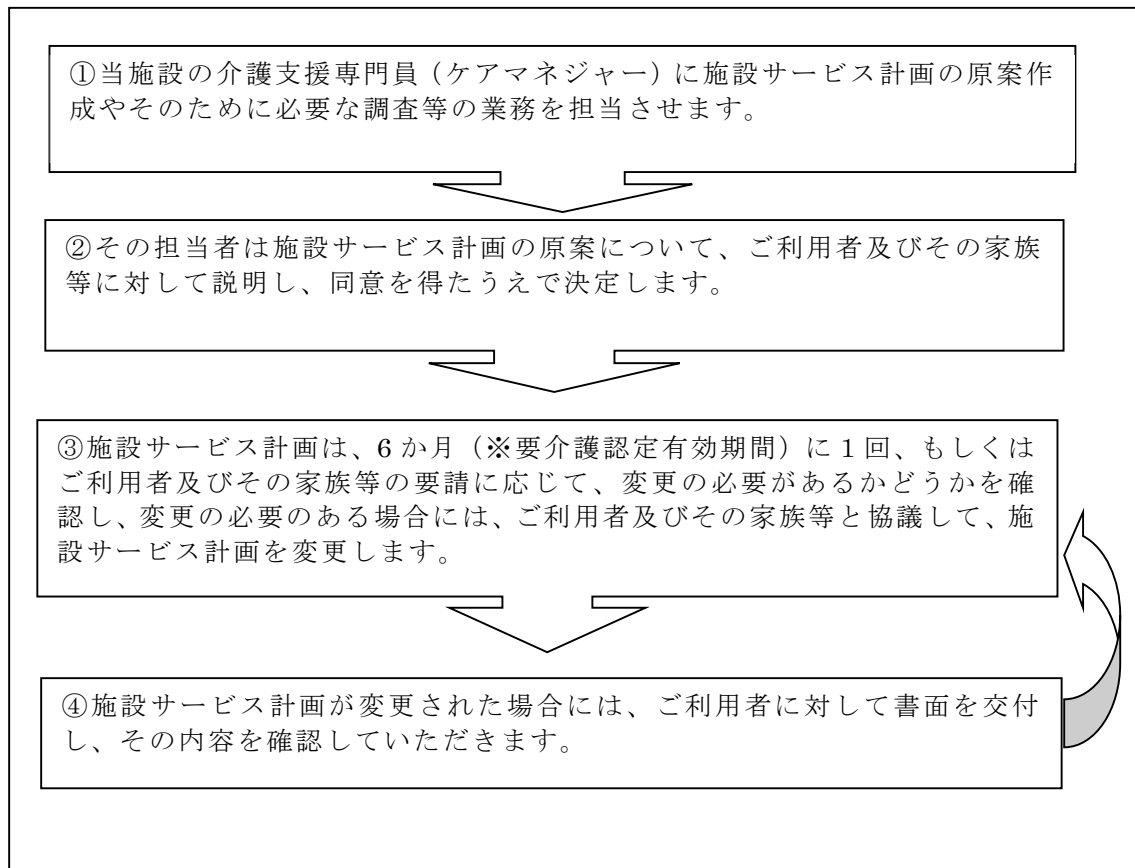 ①当施設の介護支援専門員（ケアマネジャー）に施設サービス計画の原案作
成やそのために必要な調査等の業務を担当させます。
②その担当者は施設サービス計画の原案について、ご利用者及びその家族
等に対して説明し、同意を得たうえで決定します。
③施設サービス計画は、6か月（※要介護認定有効期間）に1回、もしくは
ご利用者及びその家族等の要請に応じて、変更の必要があるかどうかを確
認し、変更の必要のある場合には、ご利用者及びその家族等と協議して、施
設サービス計画を変更します。
④施設サービス計画が変更された場合には、ご利用者に対して書面を交付
し、その内容を確認していただきます。